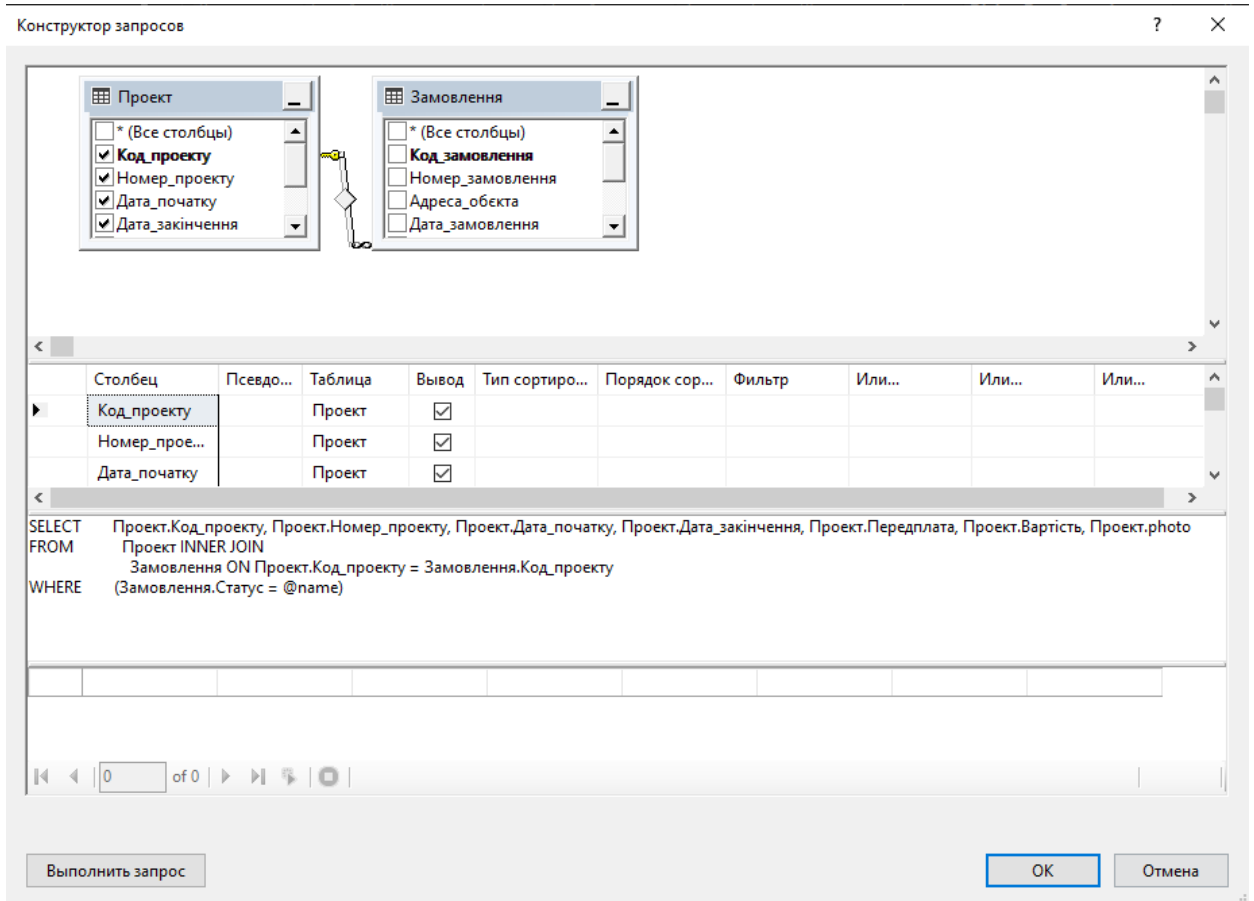 Конструктор запросов
?
Проект
* (Все столбцы)
Код_проекту
Номер_проекту
Дата_початку
Дата_закінчення
Замовлення
* (Все столбцы)
Код_замовлення
Номер_замовлення
Адреса_обєкта
Дата_замовлення
Столбец Псевдо... Таблица Вывод Тип сортиро... Порядок сор... Фильтр Или... Или... Или...
Код_проекту Проект
Номер_прое... Проект
Дата_початку Проект
SELECT Проект.Код_проекту, Проект.Номер_проекту, Проект.Дата_початку, Проект.Дата_закінчення, Проект.Передплата, Проект.Вартість, Проект.photo
FROM Проект INNER JOIN
Замовлення ON Проект.Код_проекту = Замовлення.Код_проекту
WHERE (Замовлення.Статус = @name)
0 of 0
Выполнить запрос OK Отмена